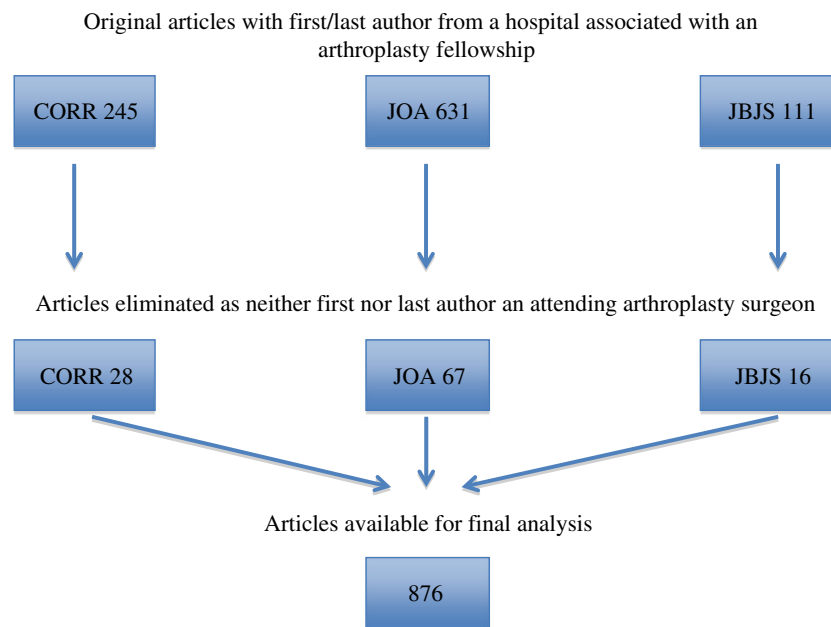 Original articles with first/last author from a hospital associated with an
arthroplasty fellowship
CORR 245
JOA 631
JBJS 111
Articles eliminated as neither first nor last author an attending arthroplasty surgeon
CORR 28
JOA 67
JBJS 16
Articles available for final analysis
876